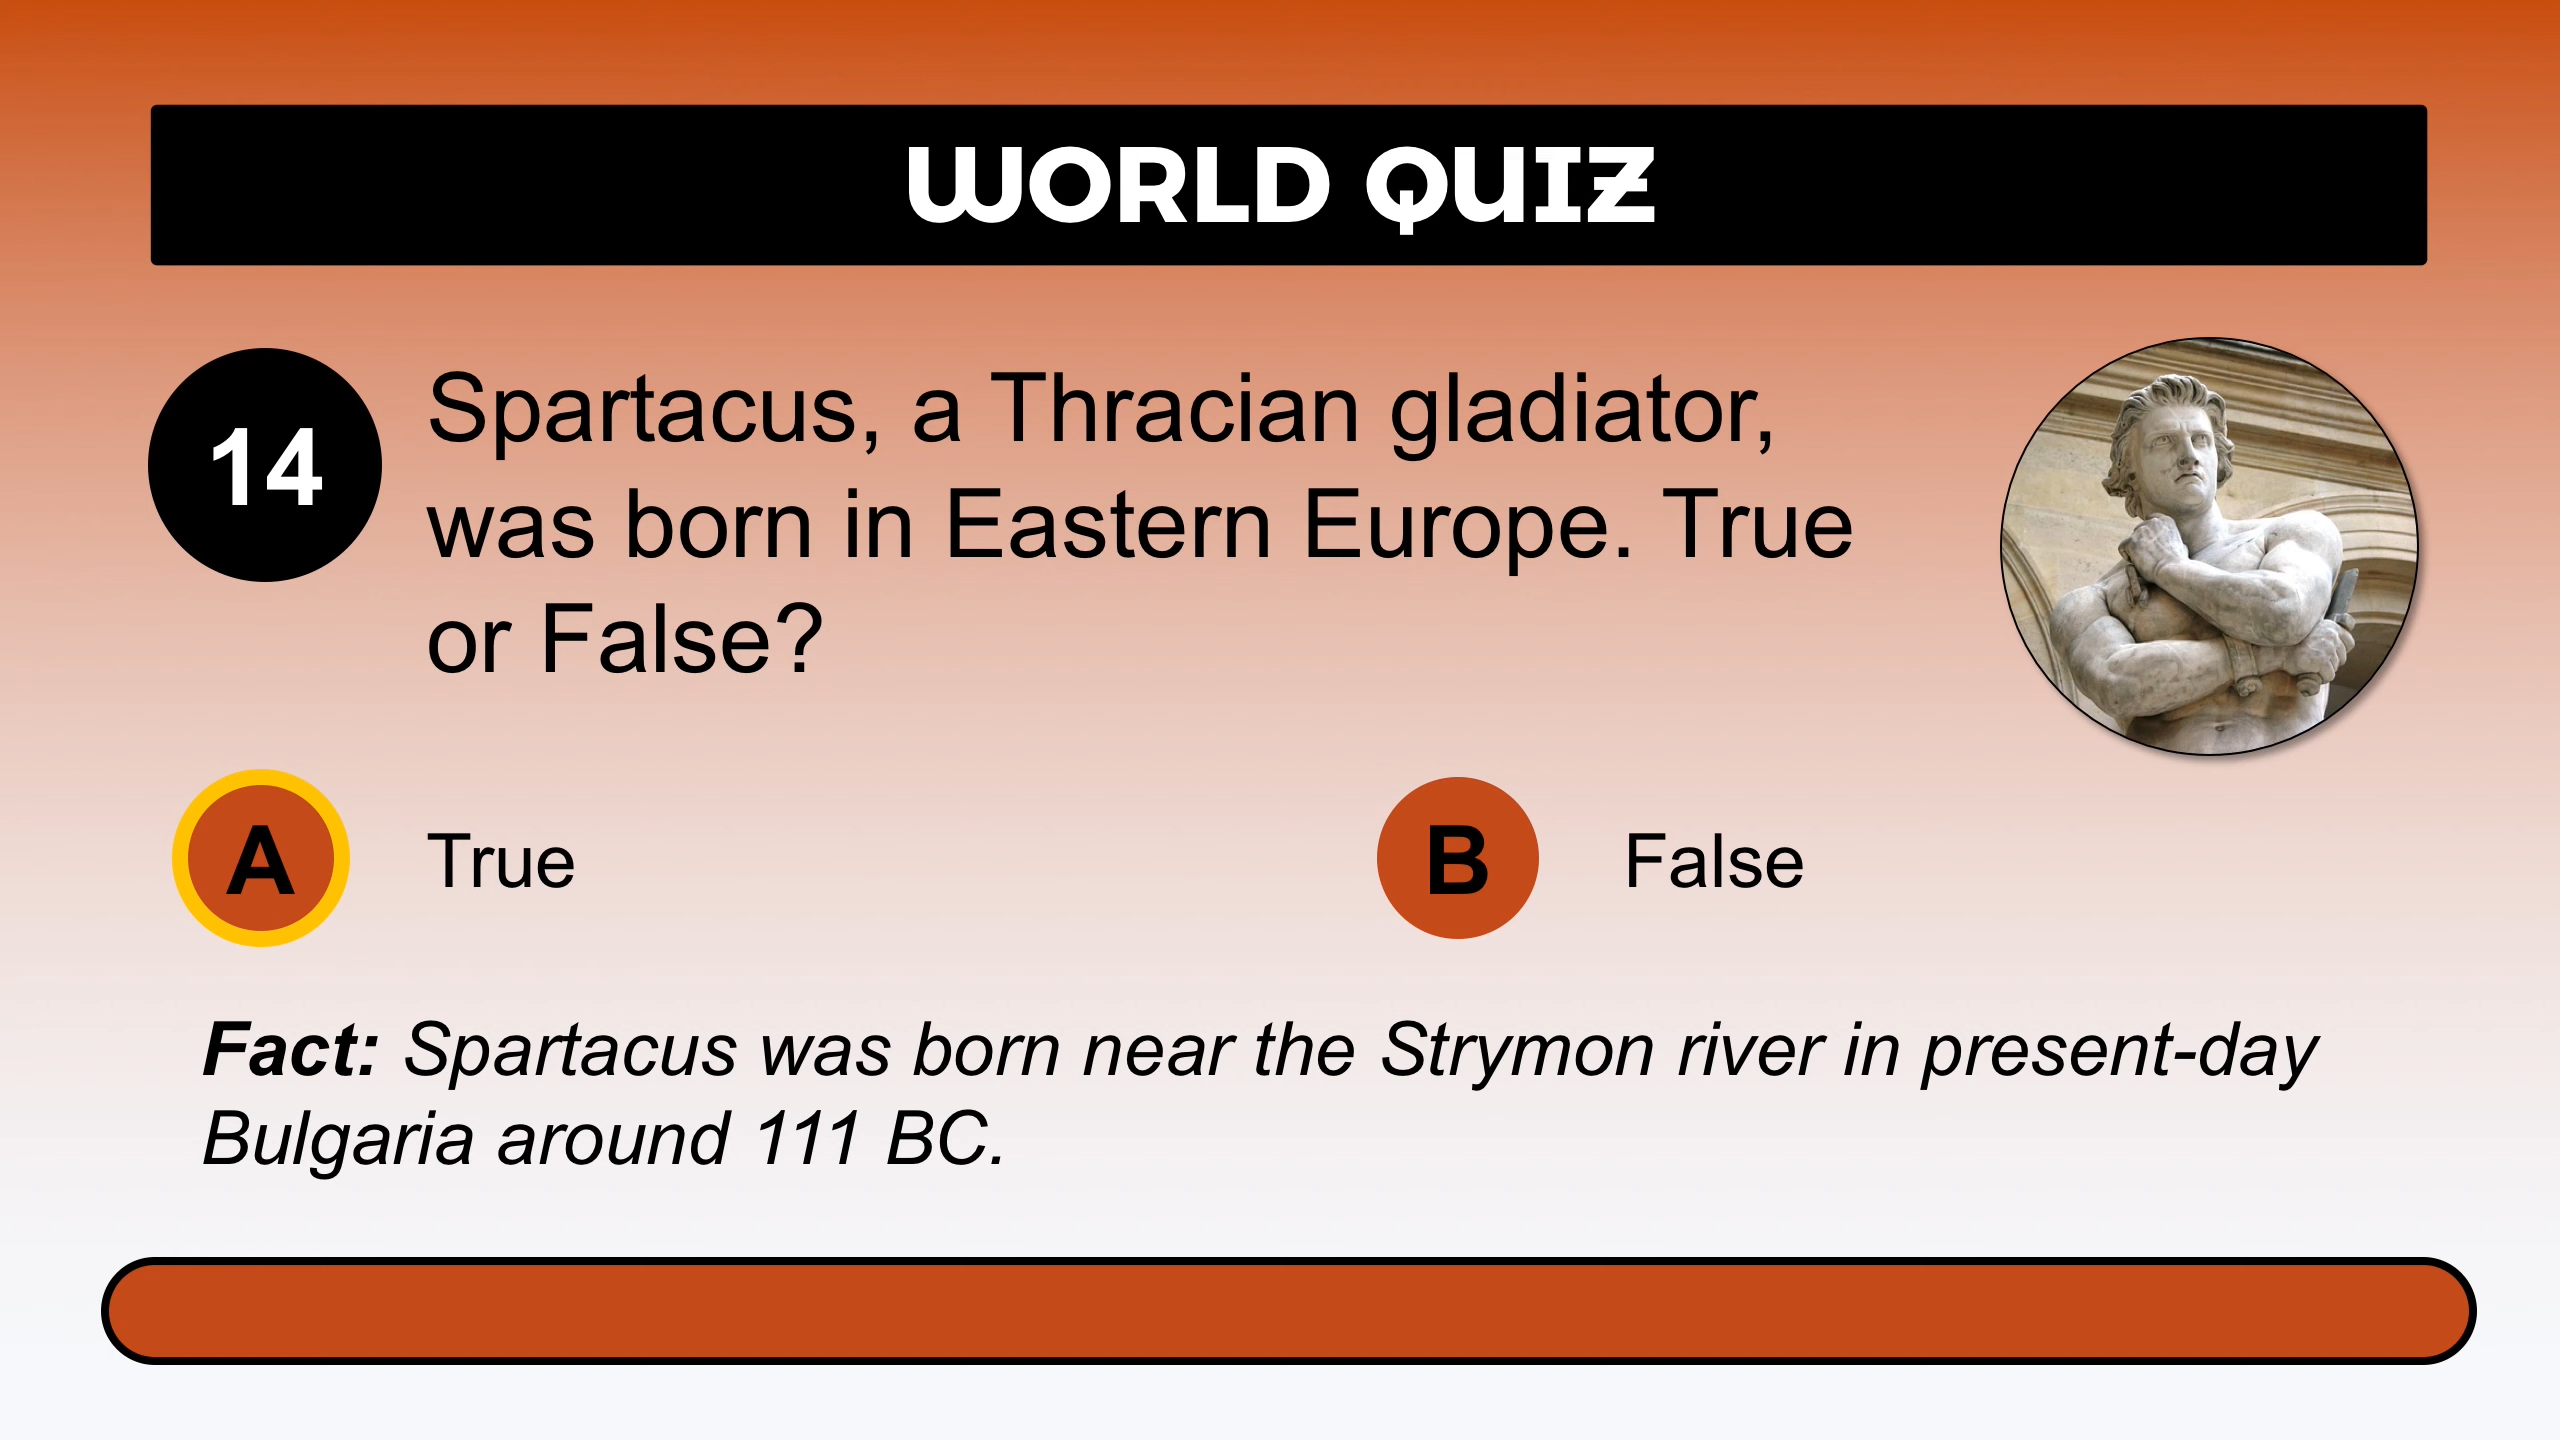 WORLD QUIZ
14
Spartacus, a Thracian gladiator,
was born in Eastern Europe. True
or False?
A True
B False
Fact: Spartacus was born near the Strymon river in present-day
Bulgaria around 111 BC.